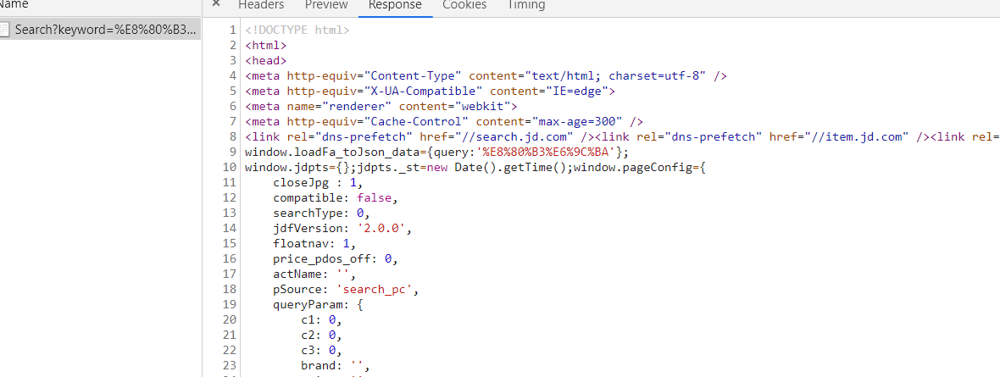 Name
× Headers Preview Response Cookies Timing
Search?keyword=%E8%80%B3...
1 <!DOCTYPE html>
2 <html>
3 <head>
4 <meta http-equiv="Content-Type" content="text/html; charset=utf-8" />
5 <meta http-equiv="X-UA-Compatible" content="IE=edge">
6 <meta name="renderer" content="webkit">
7 <meta http-equiv="Cache-Control" content="max-age=300" />
8 <link rel="dns-prefetch" href="//search.jd.com" /><link rel="dns-prefetch" href="//item.jd.com" /><link rel=
9 window.loadFa_toJson_data={query:'%E8%80%B3%E6%9C%BA'};
10 window.jdpts={};jdpts._st=new Date().getTime();window.pageConfig={
11 closeJpg : 1,
12 compatible: false,
13 searchType: 0,
14 jdfVersion: '2.0.0',
15 floatnav: 1,
16 price_pdos_off: 0,
17 actName: '',
18 pSource: 'search_pc',
19 queryParam: {
20 c1: 0,
21 c2: 0,
22 c3: 0,
23 brand: '',